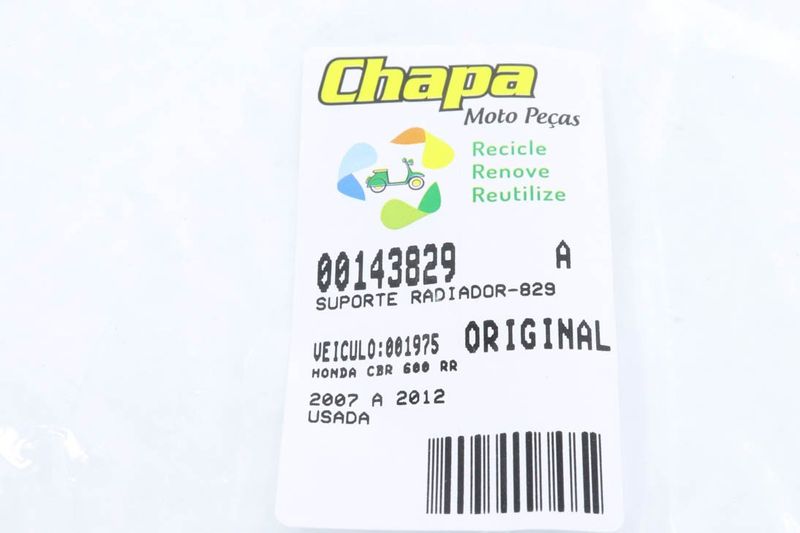 Chapa
Moto Peças
Recicle
Renove
Reutilize
00143829 A
SUPORTE RADIADOR-829
VEICULO:001975 ORIGINAL
HONDA CBR 600 RR
2007 A 2012
USADA